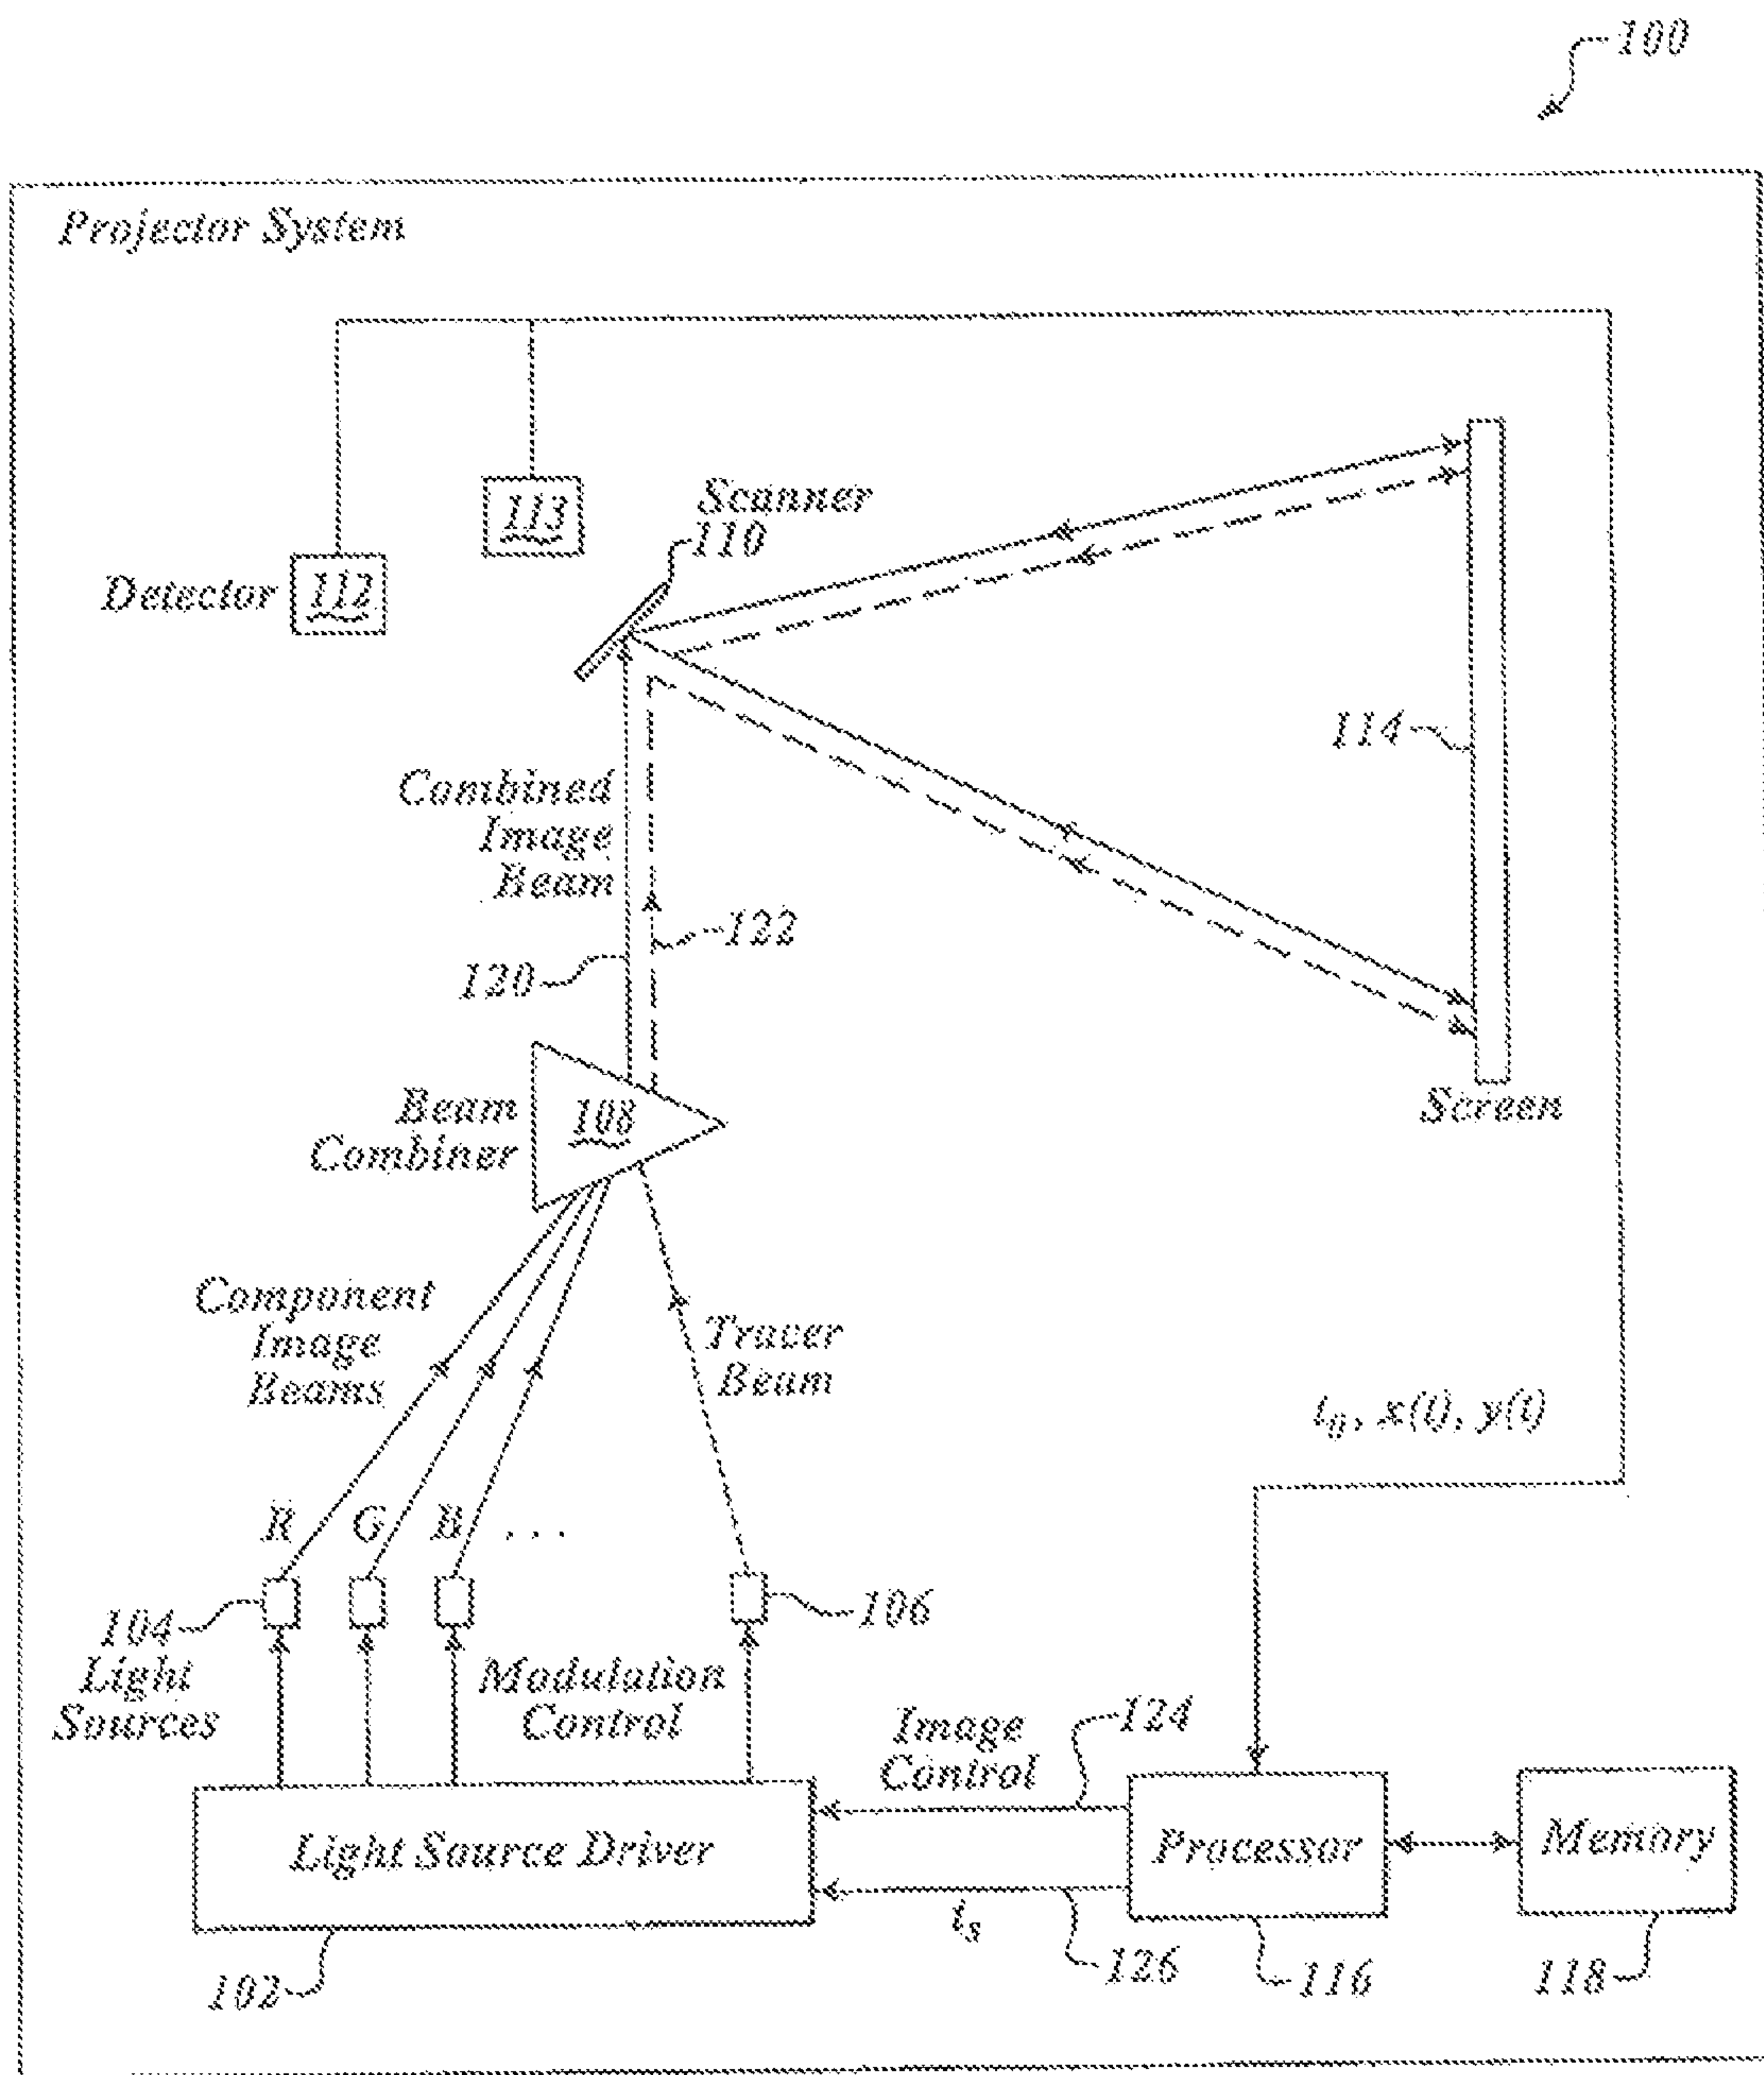 100
Projector System
113
Scanner
110
Detector
112
114
Combined
Image
Beam
122
120
Beam
Combiner
108
Screen
Component
Image
Beams
Tracer
Beam
t₀, x(t), y(t)
R G B . . .
104
106
Light
Sources
Modulation
Control
Image
Control
124
Light Source Driver
Processor
Memory
tₛ
102
126
116
118